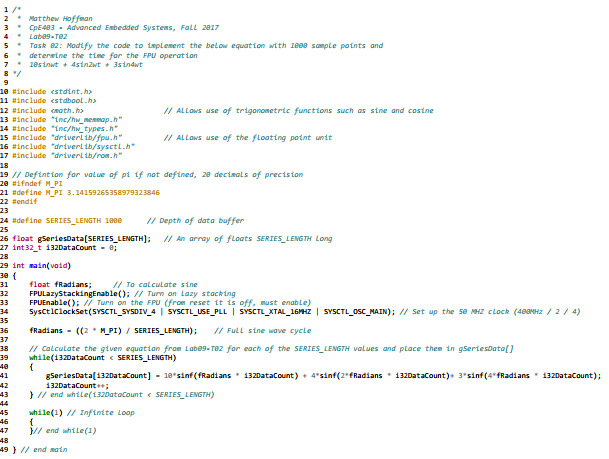 1 /*
2 * Matthew Hoffman
3 * CpE403 - Advanced Embedded Systems, Fall 2017
4 * Lab09-T02
5 * Task 02: Modify the code to implement the below equation with 1000 sample points and
6 * determine the time for the FPU operation
7 * 10sinwt + 4sin2wt + 3sin4wt
8 */
9
10 #include <stdint.h>
11 #include <stdbool.h>
12 #include <math.h> // Allows use of trigonometric functions such as sine and cosine
13 #include "inc/hw_memmap.h"
14 #include "inc/hw_types.h"
15 #include "driverlib/fpu.h" // Allows use of the floating point unit
16 #include "driverlib/sysctl.h"
17 #include "driverlib/rom.h"
18
19 // Defintion for value of pi if not defined, 20 decimals of precision
20 #ifndef M_PI
21 #define M_PI 3.14159265358979323846
22 #endif
23
24 #define SERIES_LENGTH 1000 // Depth of data buffer
25
26 float gSeriesData[SERIES_LENGTH]; // An array of floats SERIES_LENGTH long
27 int32_t i32DataCount = 0;
28
29 int main(void)
30 {
31 float fRadians; // To calculate sine
32 FPULazyStackingEnable(); // Turn on lazy stacking
33 FPUEnable(); // Turn on the FPU (from reset it is off, must enable)
34 SysCtlClockSet(SYSCTL_SYSDIV_4 | SYSCTL_USE_PLL | SYSCTL_XTAL_16MHZ | SYSCTL_OSC_MAIN); // Set up the 50 MHZ clock (400MHz / 2 / 4)
35
36 fRadians = ((2 * M_PI) / SERIES_LENGTH); // Full sine wave cycle
37
38 // Calculate the given equation from Lab09-T02 for each of the SERIES_LENGTH values and place them in gSeriesData[]
39 while(i32DataCount < SERIES_LENGTH)
40 {
41 gSeriesData[i32DataCount] = 10*sinf(fRadians * i32DataCount) + 4*sinf(2*fRadians * i32DataCount)+ 3*sinf(4*fRadians * i32DataCount);
42 i32DataCount++;
43 } // end while(i32DataCount < SERIES_LENGTH)
44
45 while(1) // Infinite Loop
46 {
47 }// end while(1)
48
49 } // end main